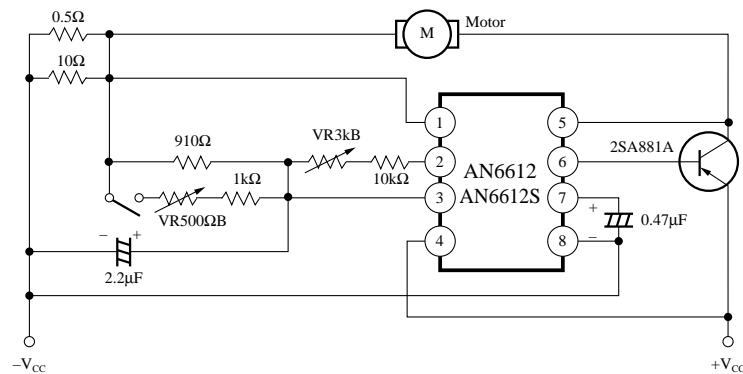 0.5Ω
M
Motor
10Ω
1
5
910Ω
VR3kB
2
6
2SA881A
AN6612
10kΩ
1kΩ
3
AN6612S
7
+
0.47µF
VR500ΩB
4
8
−
− +
2.2µF
−VCC
+VCC